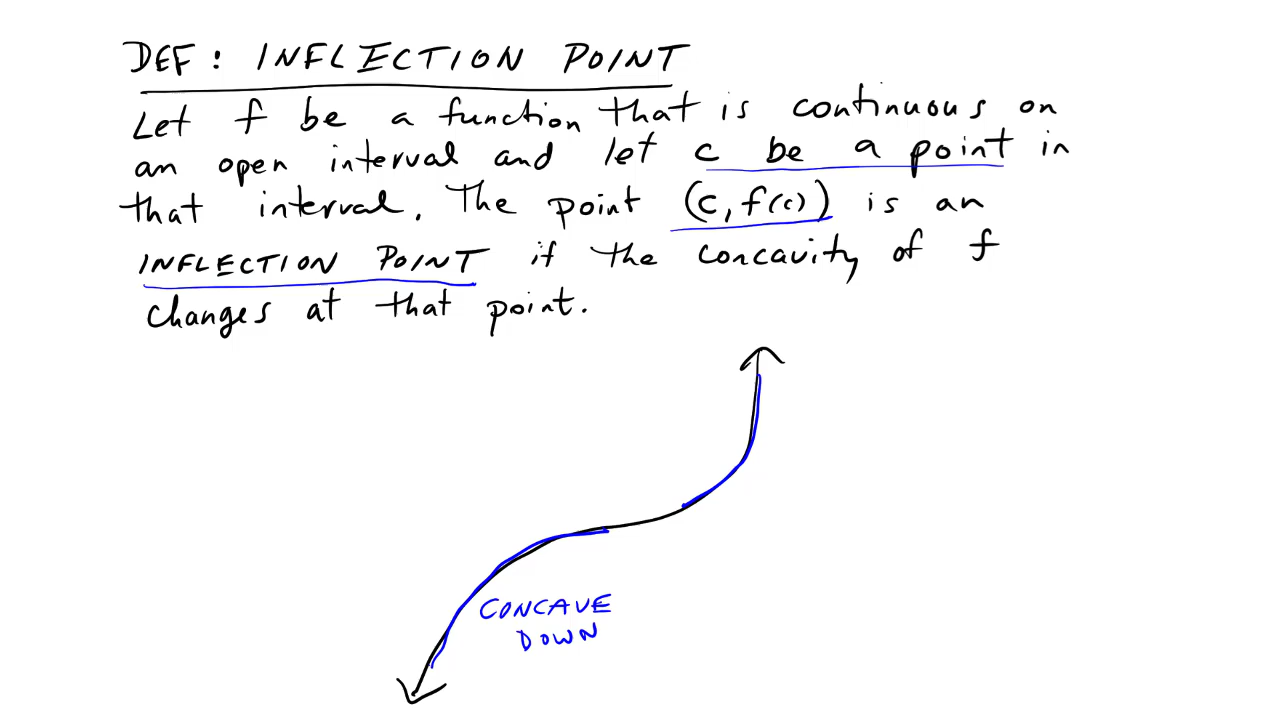 DEF: INFLECTION POINT
Let f be a function that is continuous on
an open interval and let c be a point in
that interval. The point (c, f(c)) is an
INFLECTION POINT if the concavity of f
changes at that point.
CONCAVE
DOWN